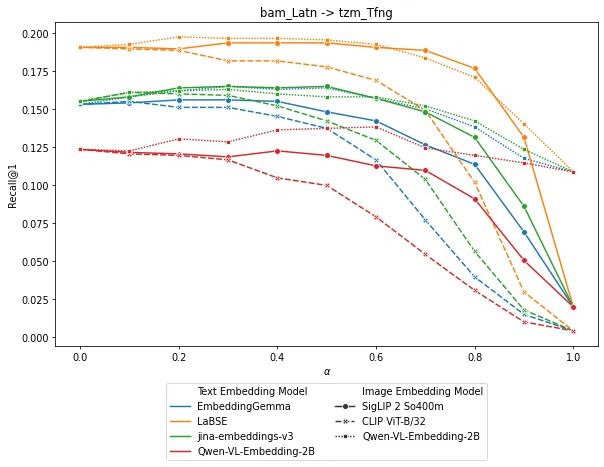 bam_Latn -> tzm_Tfng
0.200
0.175
0.150
0.125
0.100
0.075
0.050
0.025
0.000
Recall@1
0.0 0.2 0.4 0.6 0.8 1.0
α
Text Embedding Model Image Embedding Model
EmbeddingGemma SigLIP 2 So400m
LaBSE CLIP ViT-B/32
jina-embeddings-v3 Qwen-VL-Embedding-2B
Qwen-VL-Embedding-2B